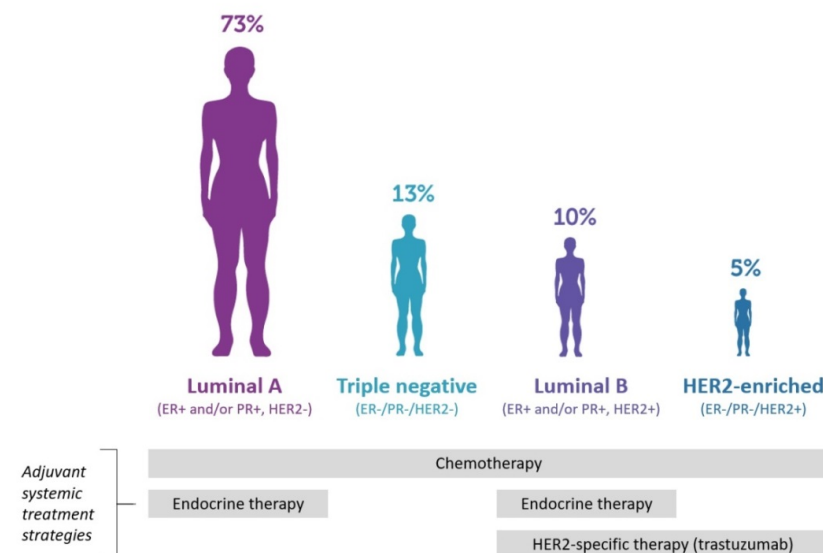 73%
13%
10%
5%
Luminal A
(ER+ and/or PR+, HER2-)
Triple negative
(ER-/PR-/HER2-)
Luminal B
(ER+ and/or PR+, HER2+)
HER2-enriched
(ER-/PR-/HER2+)
Adjuvant
systemic
treatment
strategies
Chemotherapy
Endocrine therapy
Endocrine therapy
HER2-specific therapy (trastuzumab)